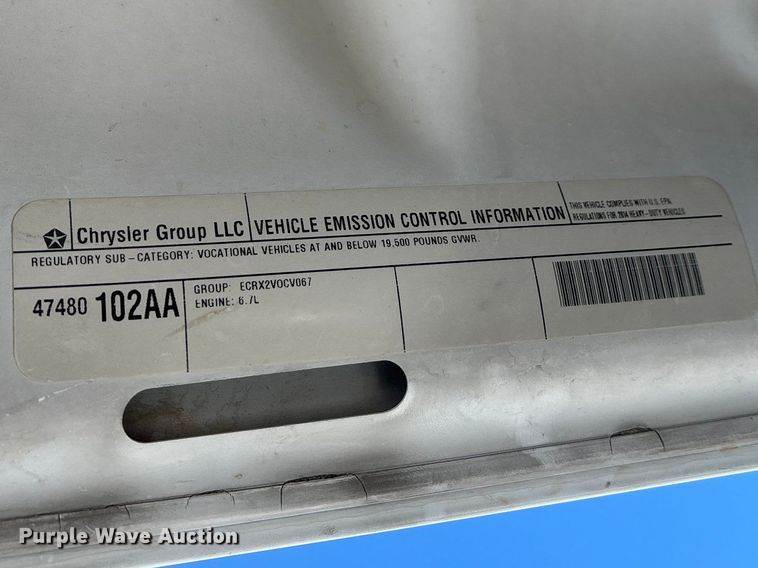 Chrysler Group LLC
VEHICLE EMISSION CONTROL INFORMATION
THIS VEHICLE COMPLIES WITH U.S. EPA
REGULATIONS FOR 2014 HEAVY-DUTY VEHICLES
REGULATORY SUB-CATEGORY: VOCATIONAL VEHICLES AT AND BELOW 19,500 POUNDS GVWR.
47480 102AA
GROUP: ECRX2VOCV067
ENGINE: 6.7L
Purple Wave Auction